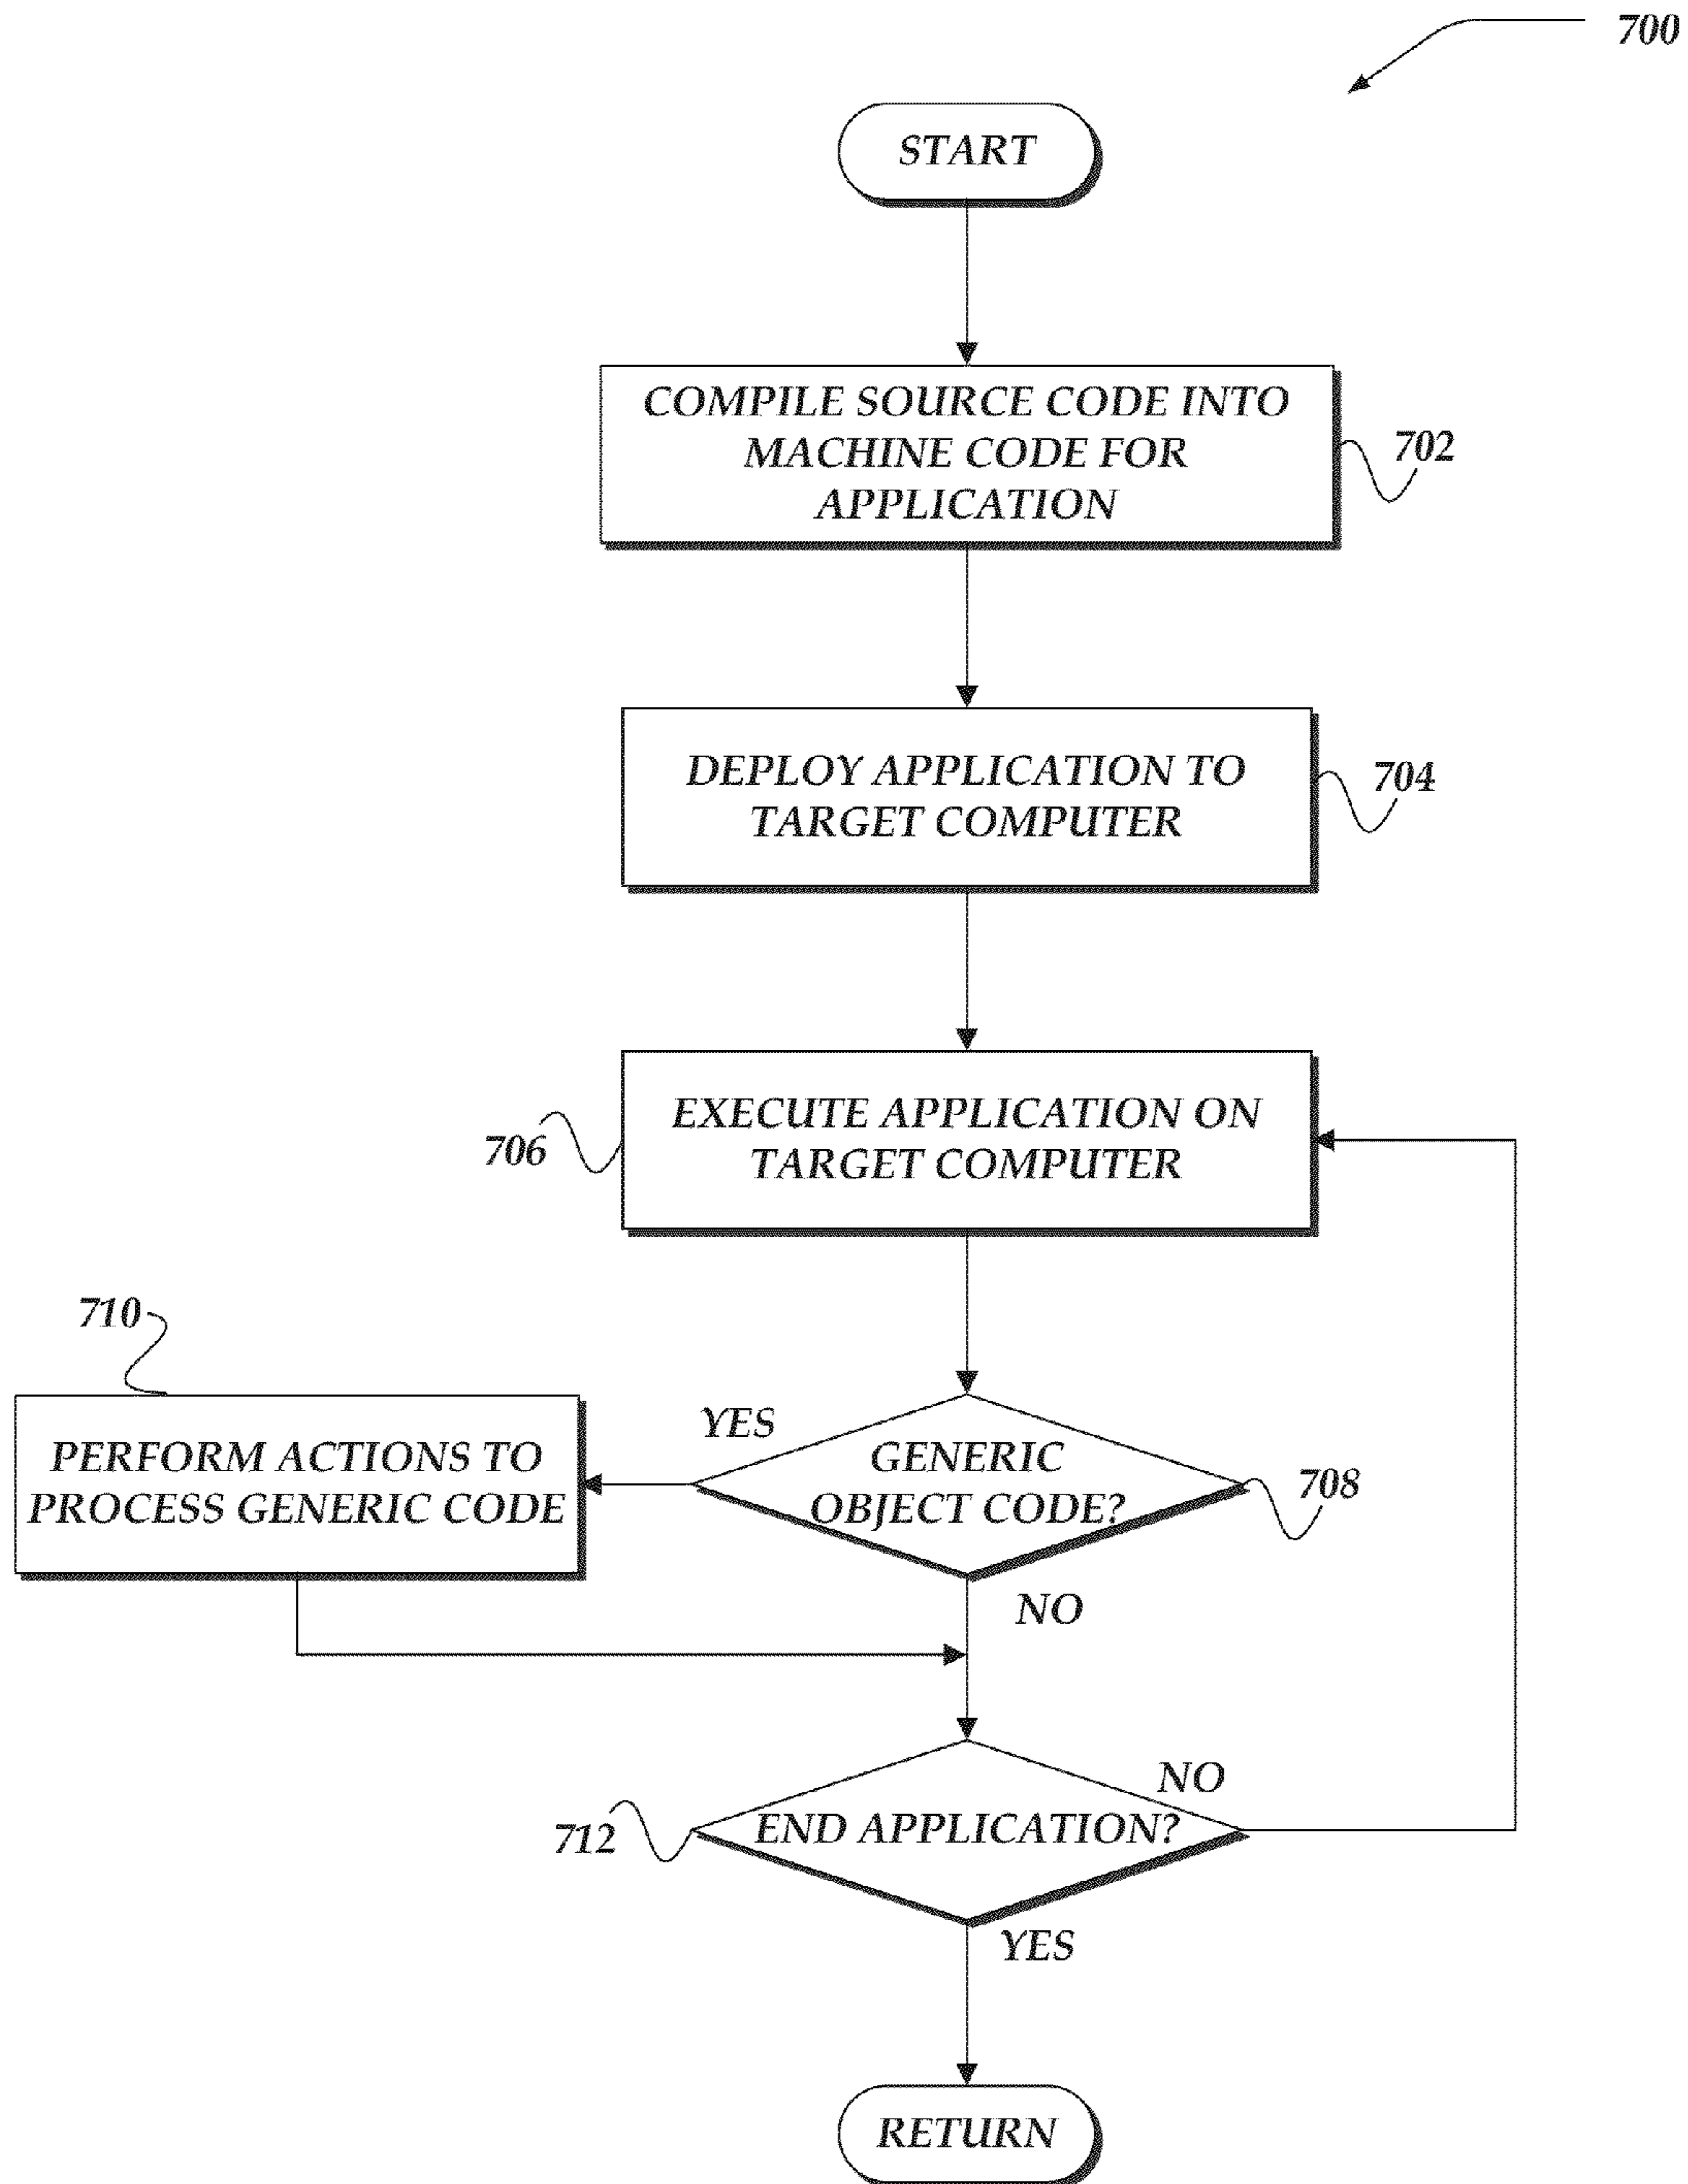 700
START
COMPILE SOURCE CODE INTO
MACHINE CODE FOR
APPLICATION
702
DEPLOY APPLICATION TO
TARGET COMPUTER
704
EXECUTE APPLICATION ON
TARGET COMPUTER
706
710
PERFORM ACTIONS TO
PROCESS GENERIC CODE
YES
GENERIC
OBJECT CODE?
708
NO
NO
END APPLICATION?
712
YES
RETURN